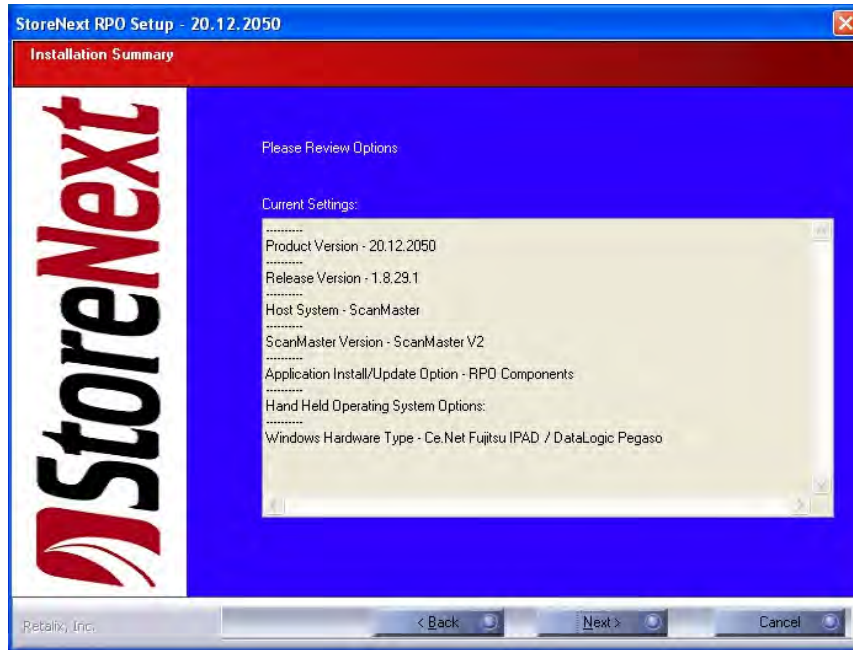 StoreNext RPO Setup - 20.12.2050
Installation Summary
StoreNext
Please Review Options
Current Settings:
----------
Product Version - 20.12.2050
----------
Release Version - 1.8.29.1
----------
Host System - ScanMaster
----------
ScanMaster Version - ScanMaster V2
----------
Application Install/Update Option - RPO Components
----------
Hand Held Operating System Options:
----------
Windows Hardware Type - Ce.Net Fujitsu IPAD / DataLogic Pegaso
Retalix, Inc.
< Back
Next >
Cancel